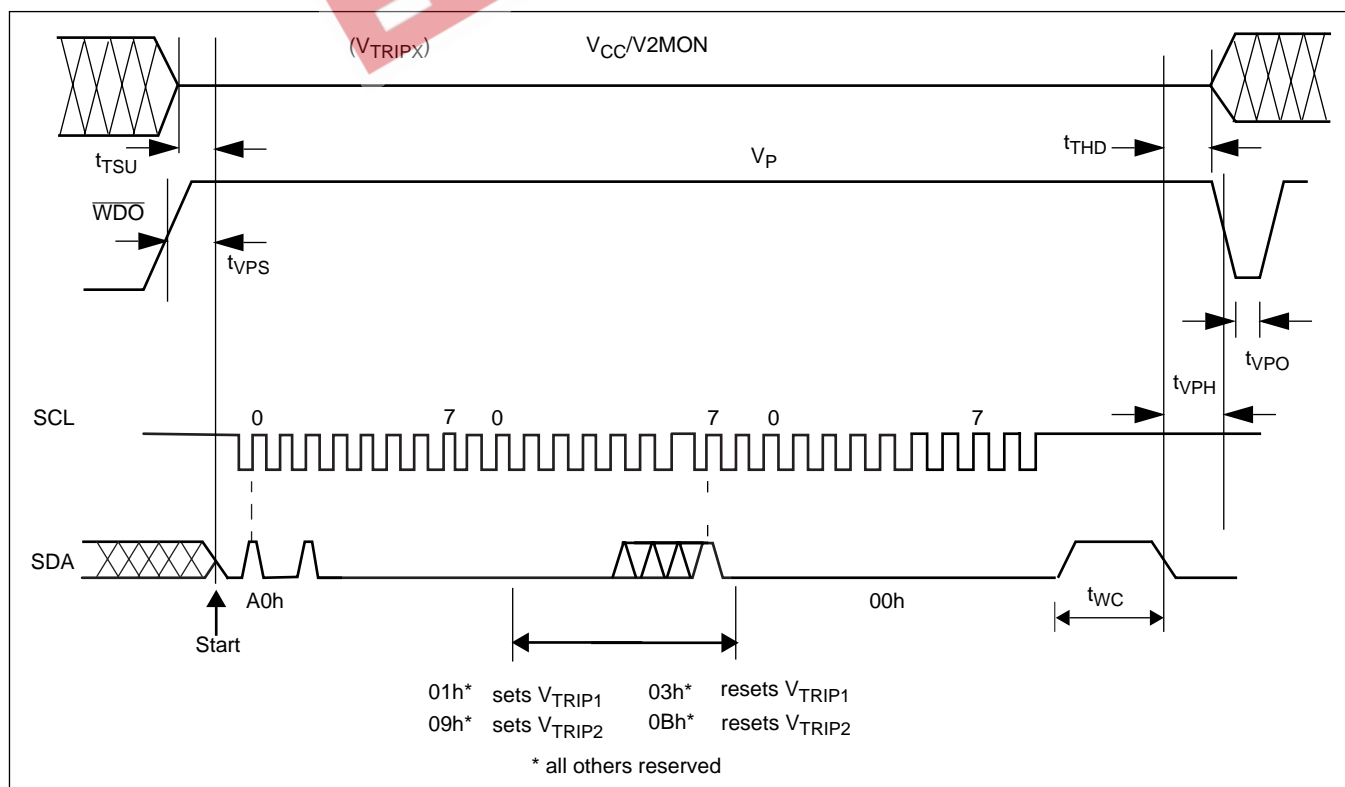 (VTRIPX) VCC/V2MON
tTSU tTHD
VP
WDO
tVPS
tVPO
tVPH
0 7 0 7 0 7
SCL
SDA
A0h 00h tWC
Start
01h* sets VTRIP1 03h* resets VTRIP1
09h* sets VTRIP2 0Bh* resets VTRIP2
* all others reserved